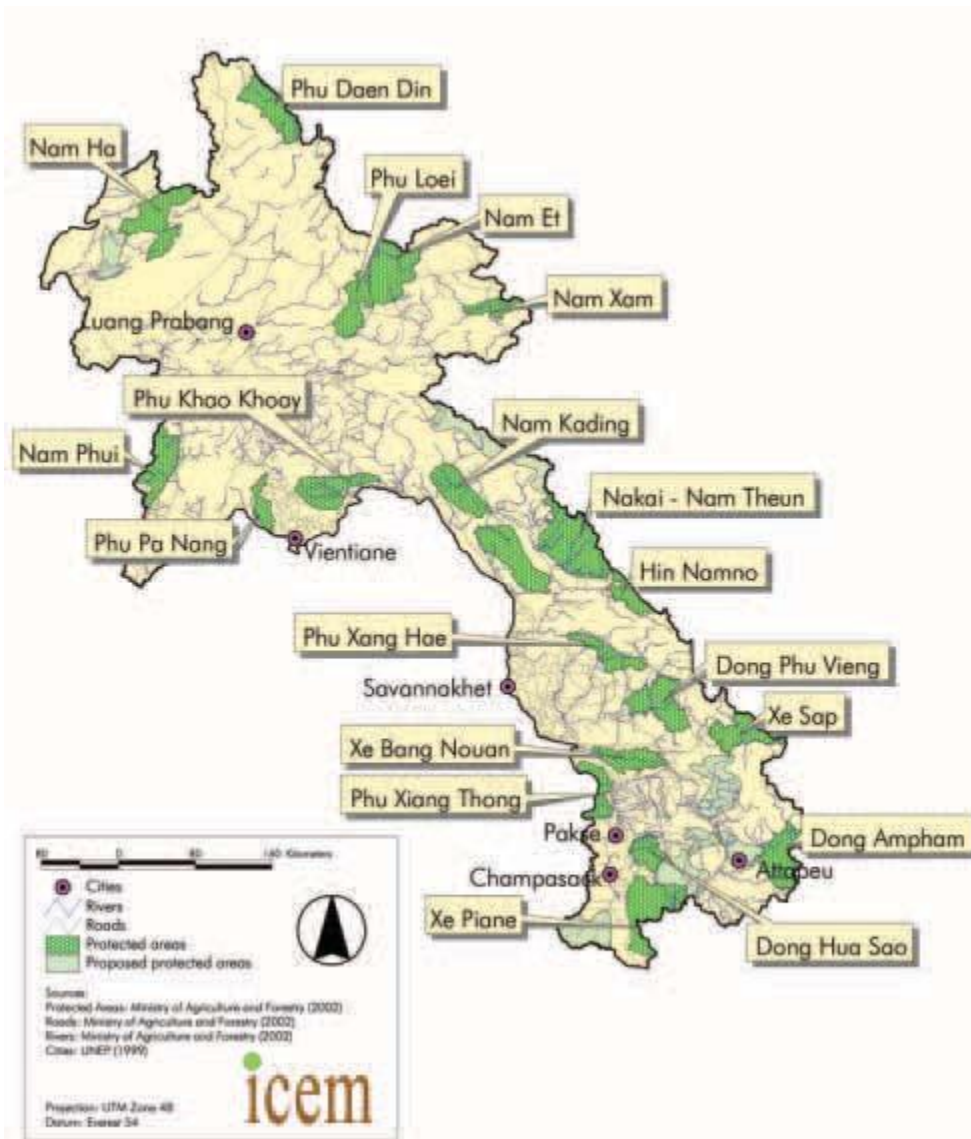 Phu Daen Din
Nam Ha
Phu Loei
Nam Et
Nam Xam
Luang Prabang
Phu Khao Khoay
Nam Kading
Nam Phui
Nakai - Nam Theun
Phu Pa Nang
Vientiane
Hin Namno
Phu Xang Hae
Dong Phu Vieng
Savannakhet
Xe Sap
Xe Bang Nouan
Phu Xiang Thong
Pakse
Dong Ampham
Champasack
Attapeu
Xe Piane
Dong Hua Sao
80 0 80 160 Kilometers
Cities
Rivers
Roads
Protected areas
Proposed protected areas
Sources:
Protected Areas: Ministry of Agriculture and Forestry (2002)
Roads: Ministry of Agriculture and Forestry (2002)
Rivers: Ministry of Agriculture and Forestry (2002)
Cities: UNEP (1999)
icem
Projection: UTM Zone 48
Datum: Everest 54